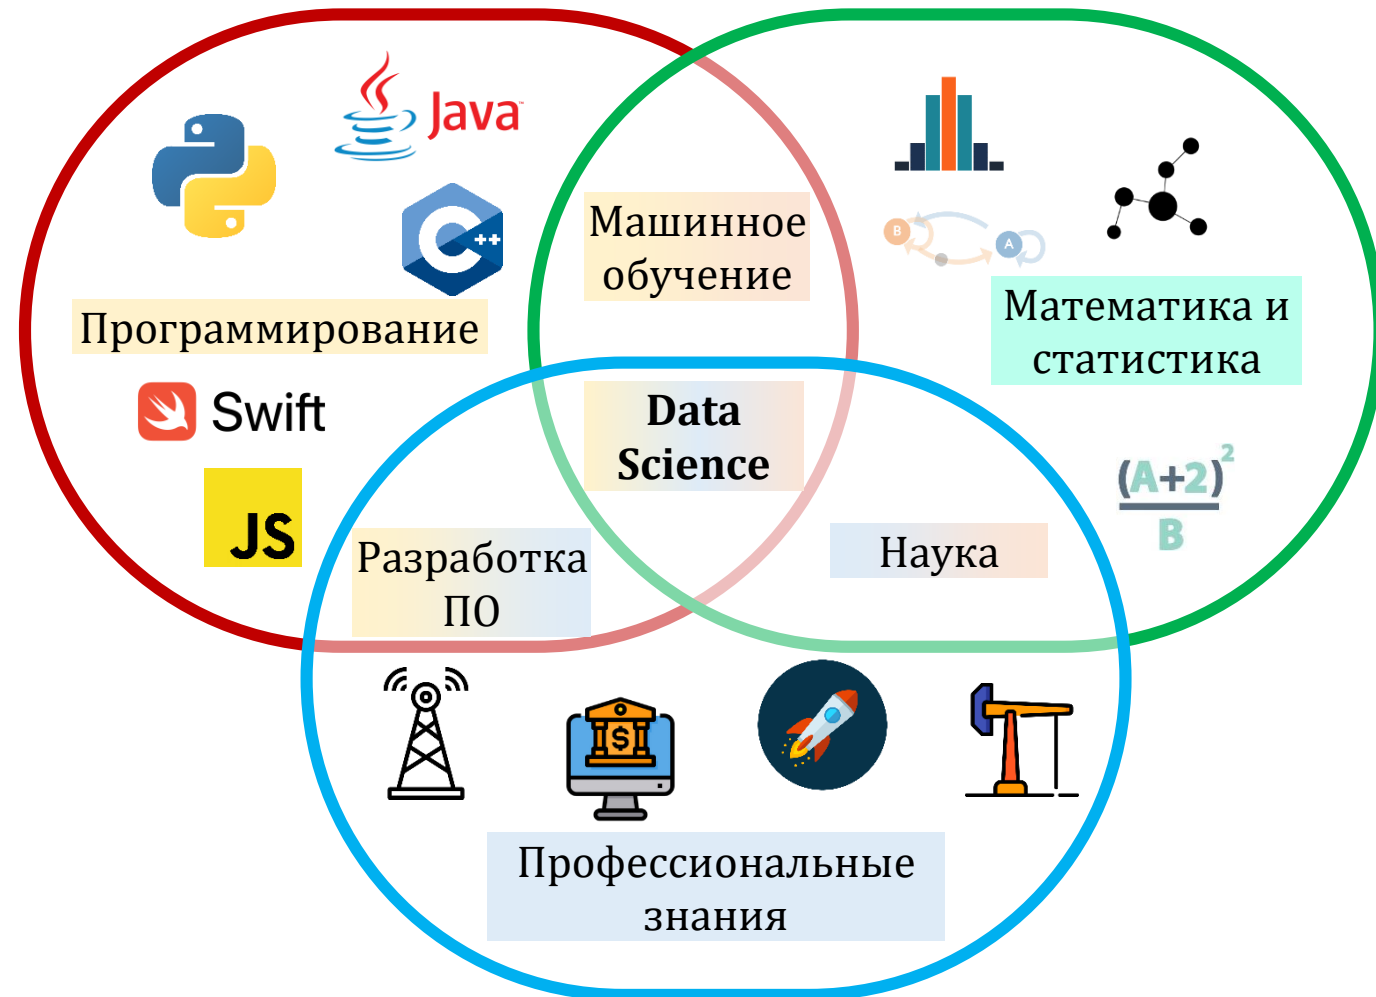 Java
++
B
A
Машинное
обучение
Программирование
Математика и
статистика
Swift
JS
Data
Science
(A+2)²
B
Разработка
ПО
Наука
$
Профессиональные
знания